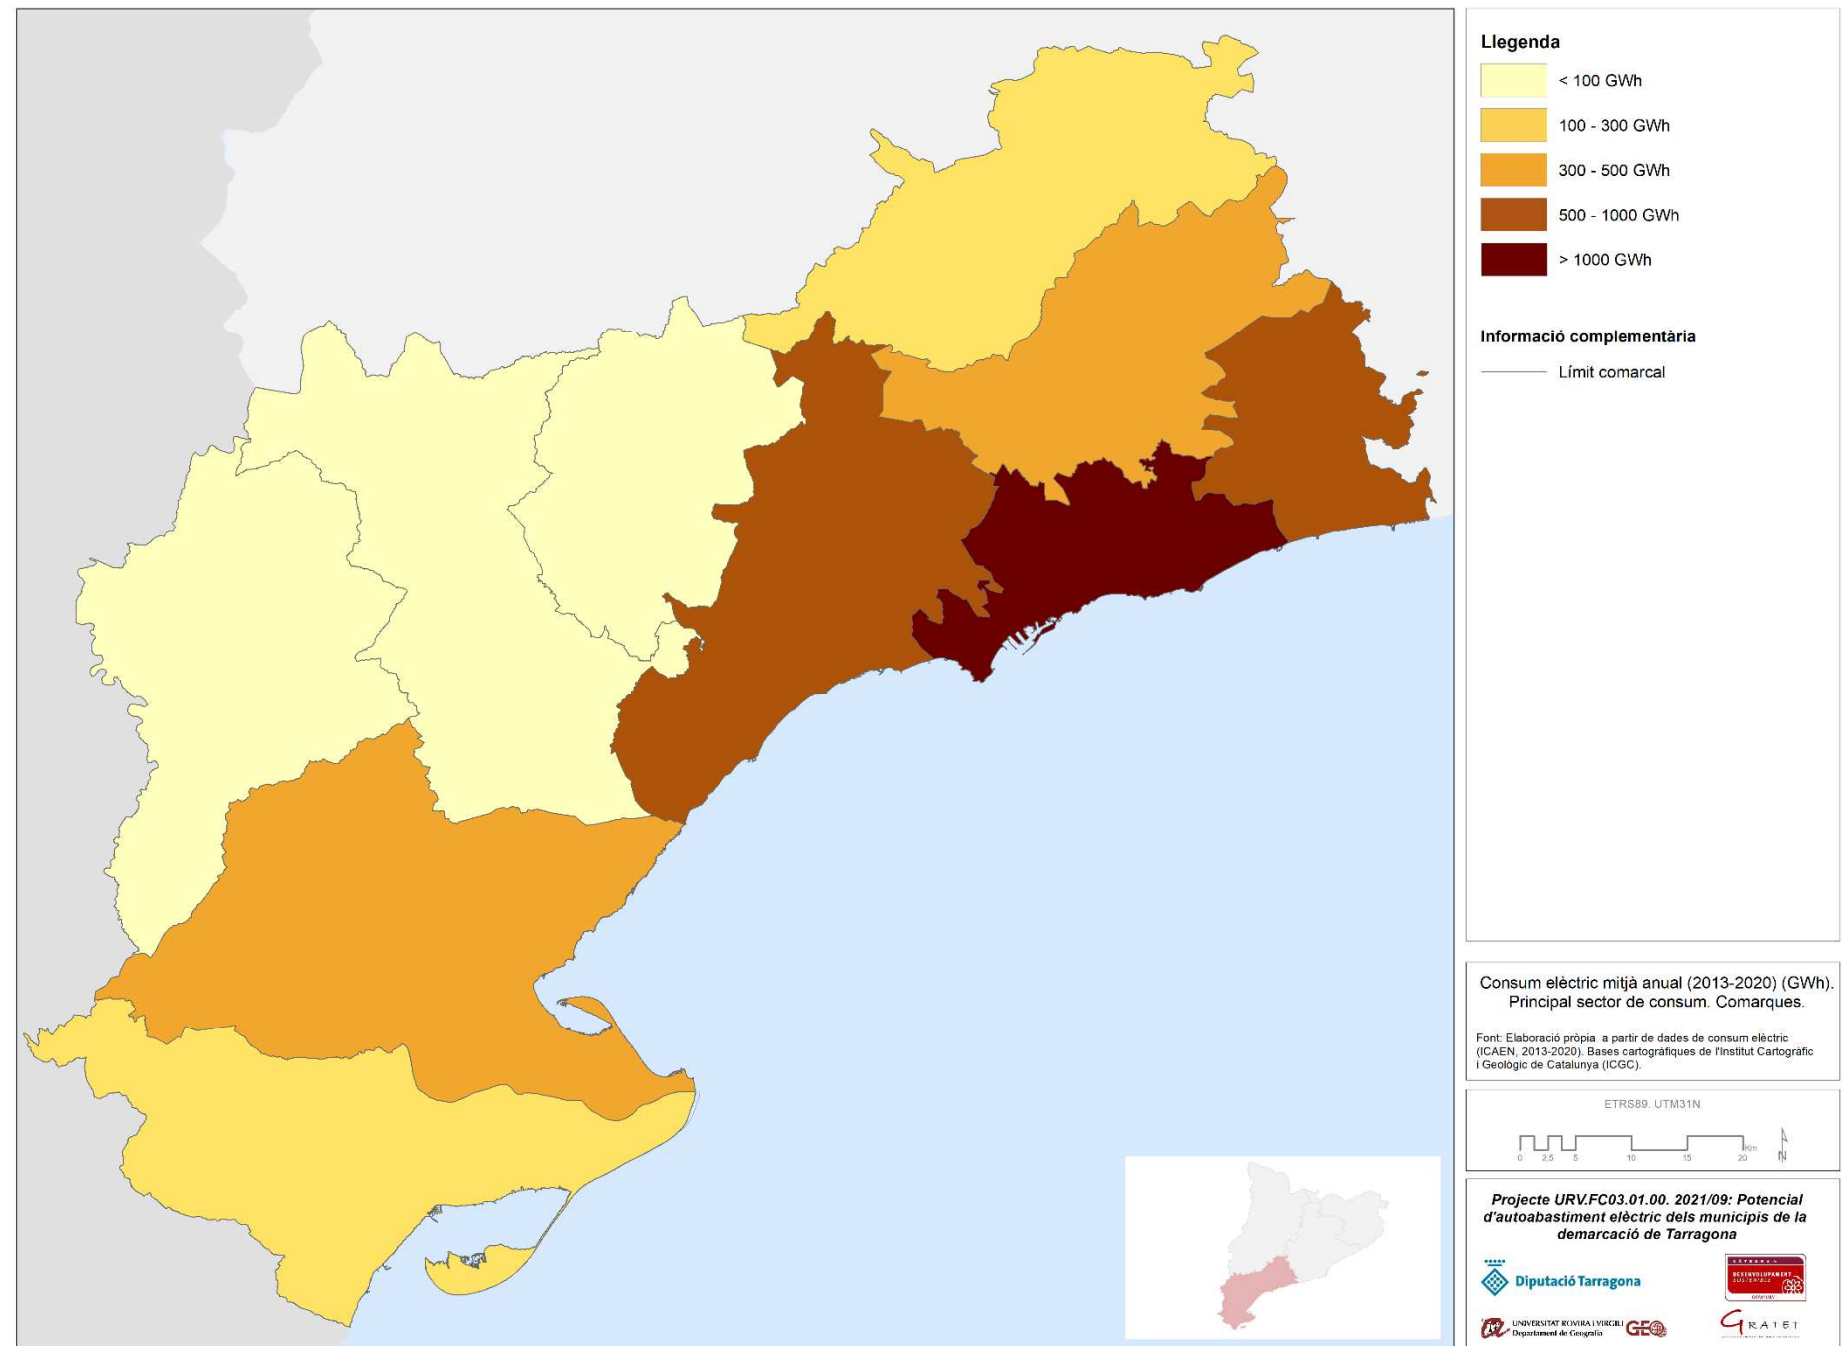 Llegenda
< 100 GWh
100 - 300 GWh
300 - 500 GWh
500 - 1000 GWh
> 1000 GWh
Informació complementària
Límit comarcal
Consum elèctric mitjà anual (2013-2020) (GWh).
Principal sector de consum. Comarques.
Font: Elaboració pròpia a partir de dades de consum elèctric
(ICAEN, 2013-2020). Bases cartogràfiques de l'Institut Cartogràfic
i Geològic de Catalunya (ICGC).
ETRS89. UTM31N
Km
0 2,5 5 10 15 20
N
Projecte URV.FC03.01.00. 2021/09: Potencial
d'autoabastiment elèctric dels municipis de la
demarcació de Tarragona
Diputació Tarragona
CÀTEDRA
DESENVOLUPAMENT
SOSTENIBLE
UNIVERSITAT ROVIRA i VIRGILI
Departament de Geografia
GEO
GRATET